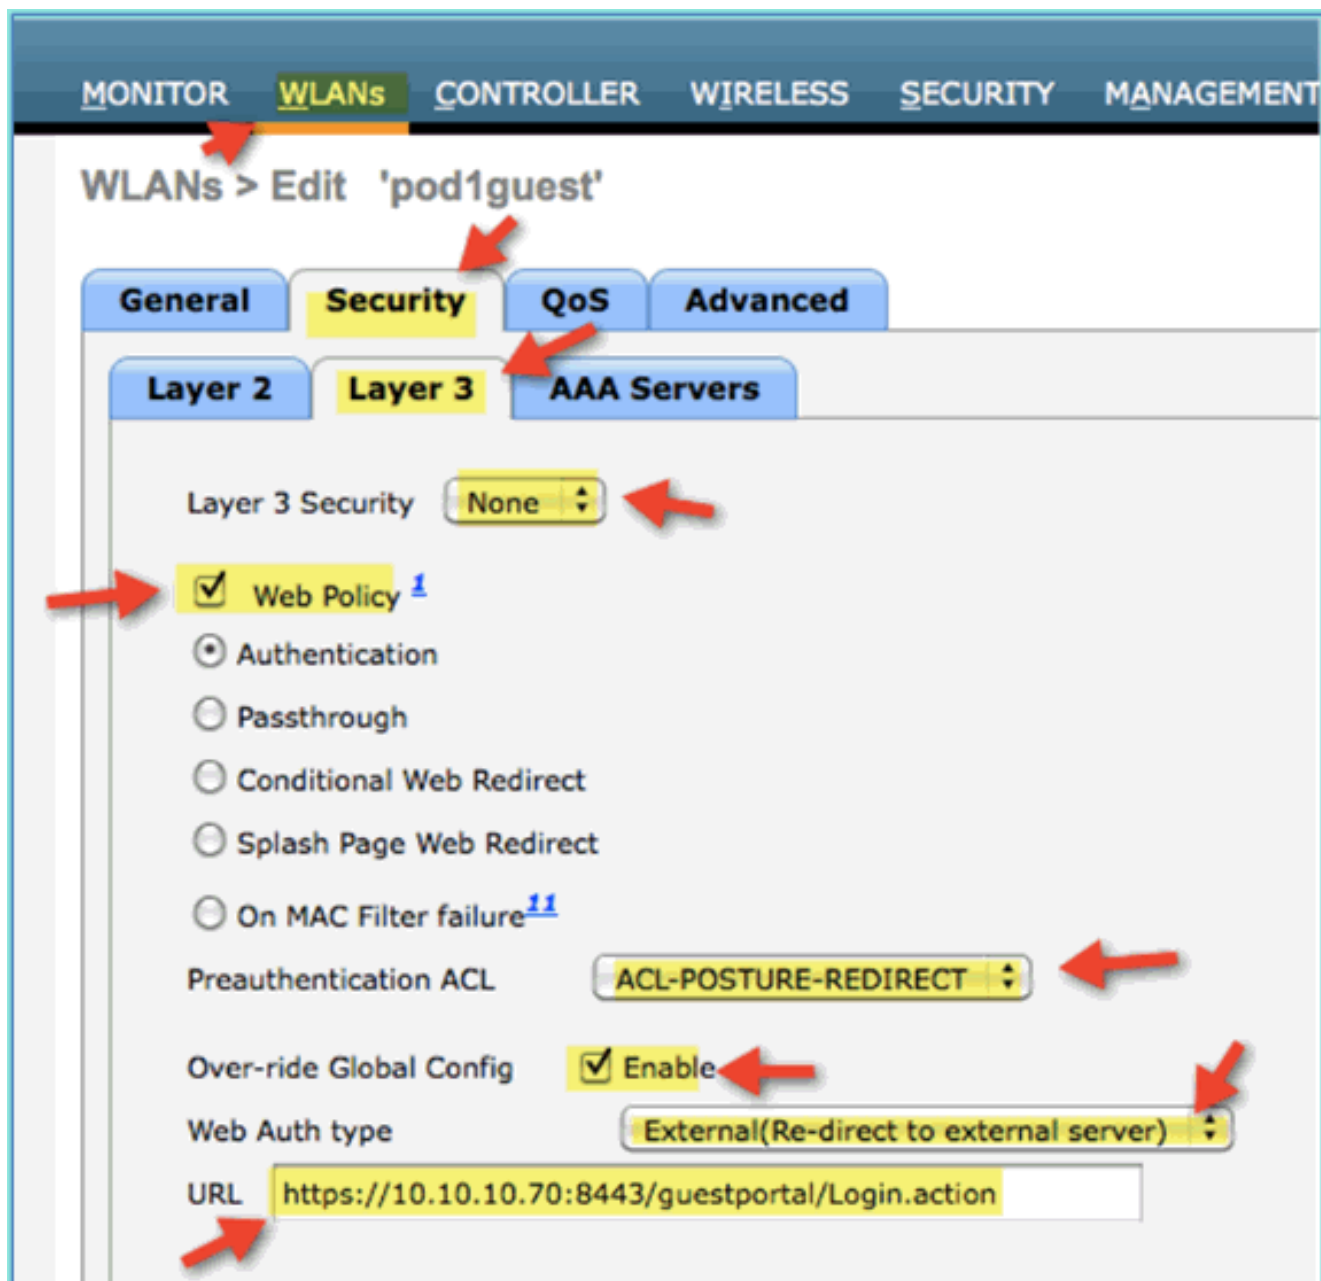 MONITOR WLANs CONTROLLER WIRELESS SECURITY MANAGEMENT
WLANs > Edit 'pod1guest'
General Security QoS Advanced
Layer 2 Layer 3 AAA Servers
Layer 3 Security None
Web Policy 1
Authentication
Passthrough
Conditional Web Redirect
Splash Page Web Redirect
On MAC Filter failure 11
Preauthentication ACL ACL-POSTURE-REDIRECT
Over-ride Global Config Enable
Web Auth type External(Re-direct to external server)
URL https://10.10.10.70:8443/guestportal/Login.action